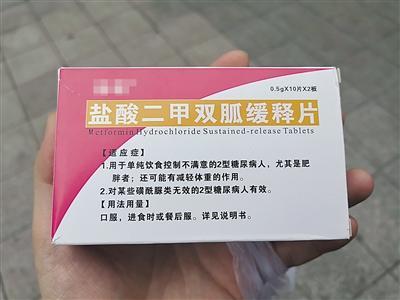 0.5gX10片X2板
盐酸二甲双胍缓释片
Metformin Hydrochloride Sustained-release Tablets
【适应症】
1.用于单纯饮食控制不满意的2型糖尿病人，尤其是肥
胖者；还可能有减轻体重的作用。
2.对某些磺酰脲类无效的2型糖尿病人有效。
【用法用量】
口服，进食时或餐后服。详见说明书。